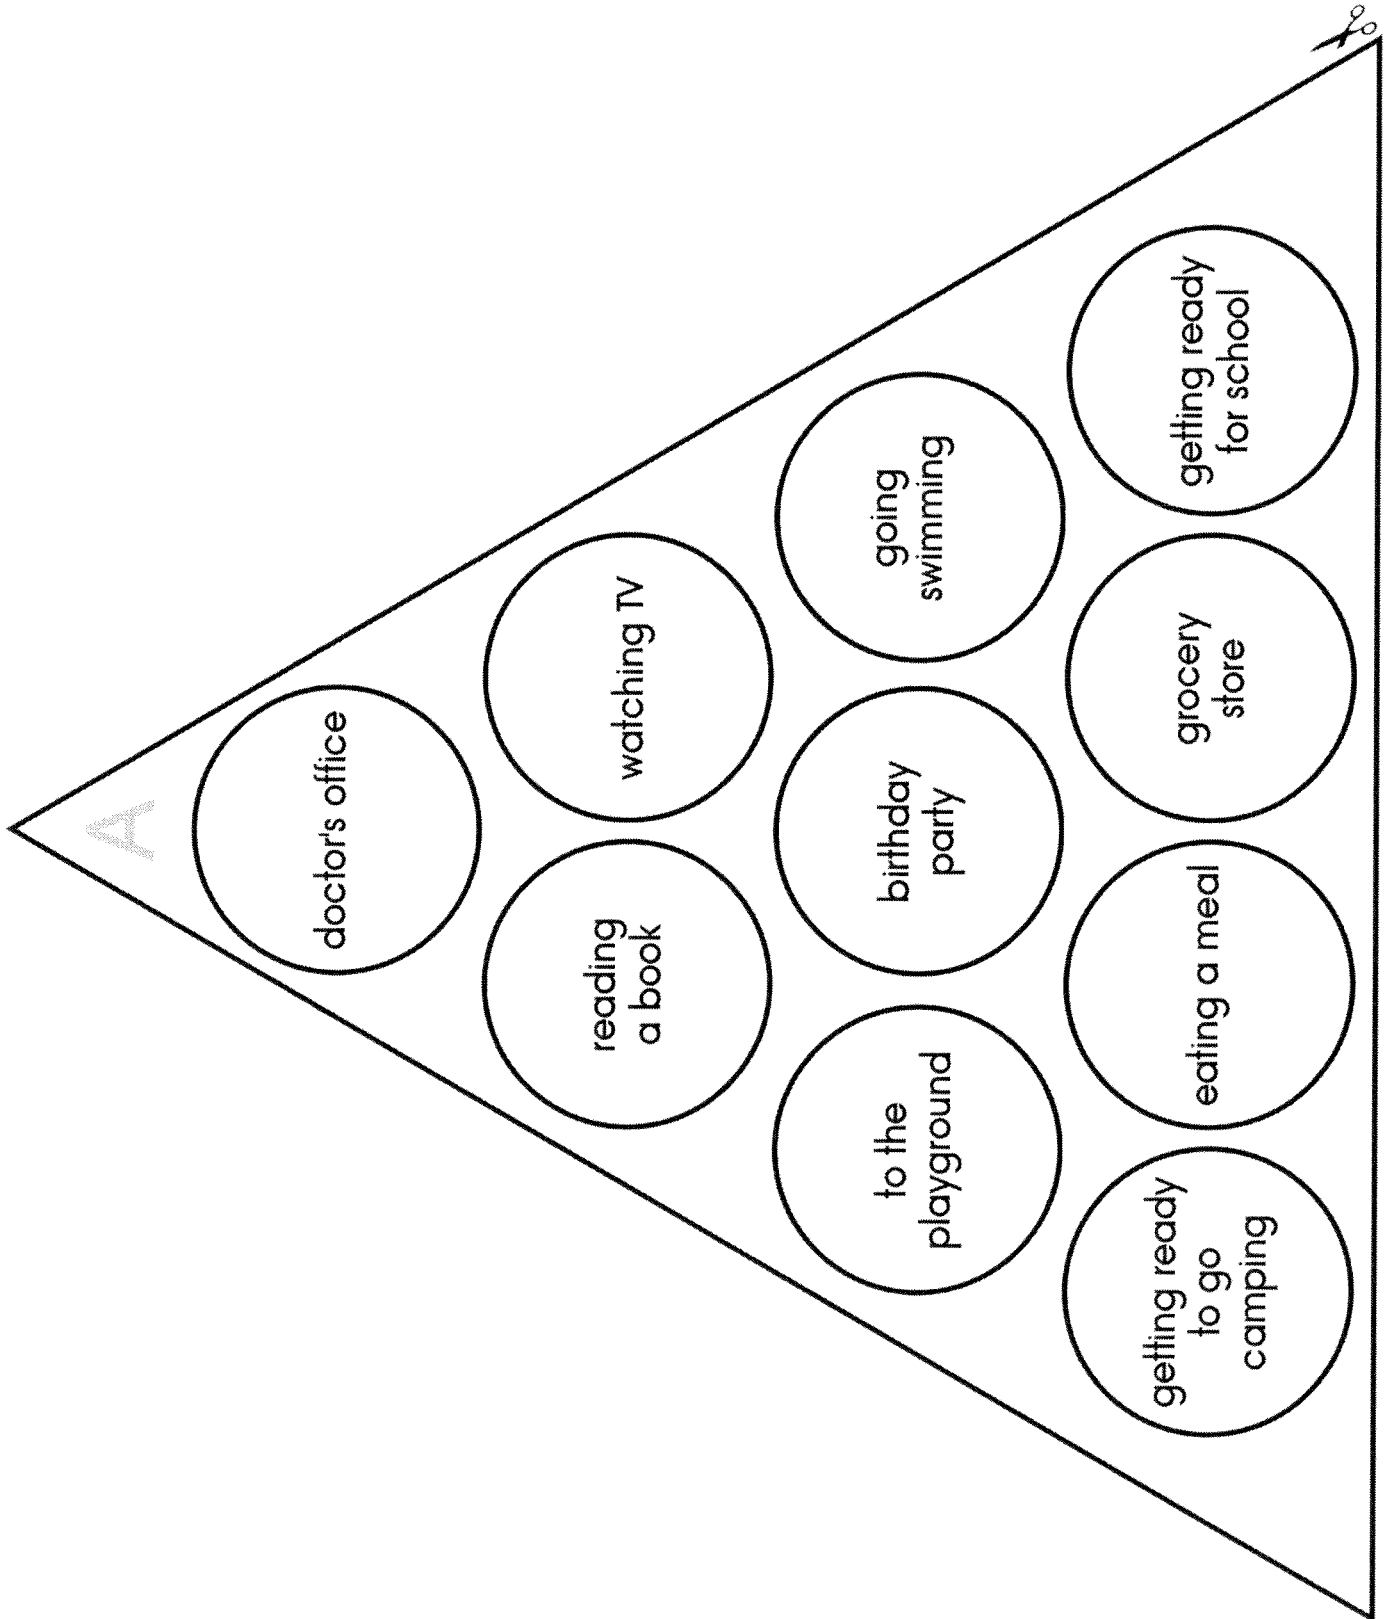 A
doctor's office
reading
a book
watching TV
to the
playground
birthday
party
going
swimming
getting ready
to go
camping
eating a meal
grocery
store
getting ready
for school